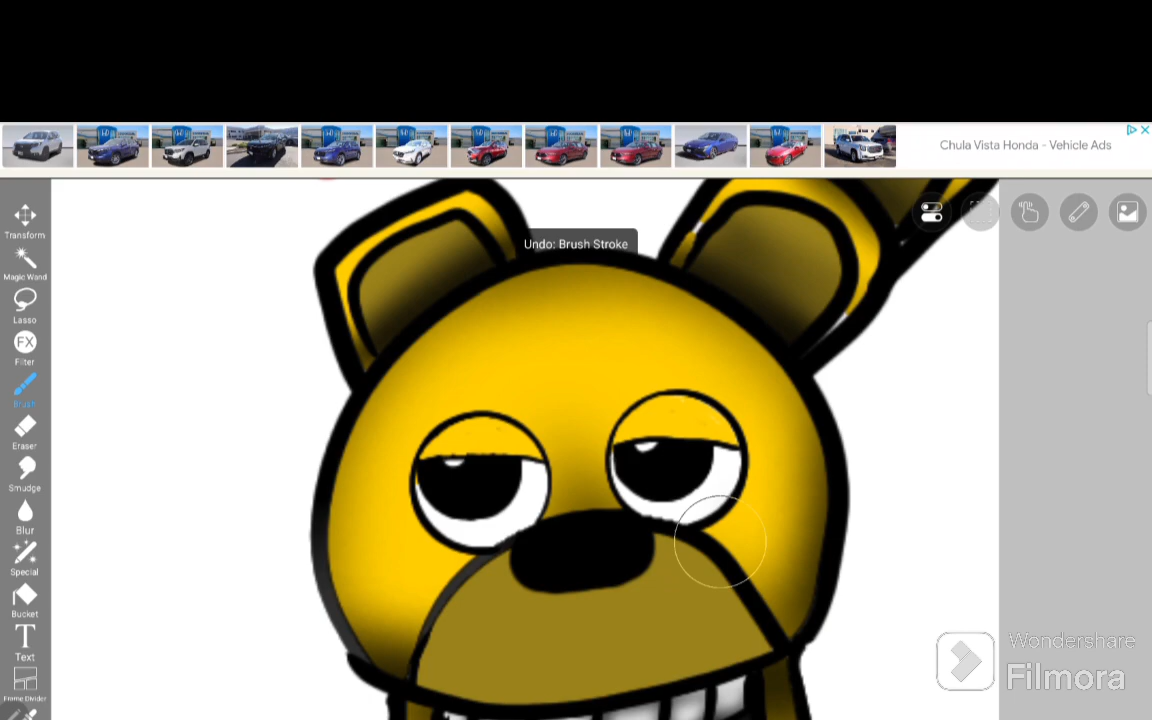 Chula Vista Honda - Vehicle Ads
Undo: Brush Stroke
Transform
Magic Wand
Lasso
FX
Filter
Brush
Eraser
Smudge
Blur
Special
Bucket
T
Text
Frame Divider
Wondershare
Filmora